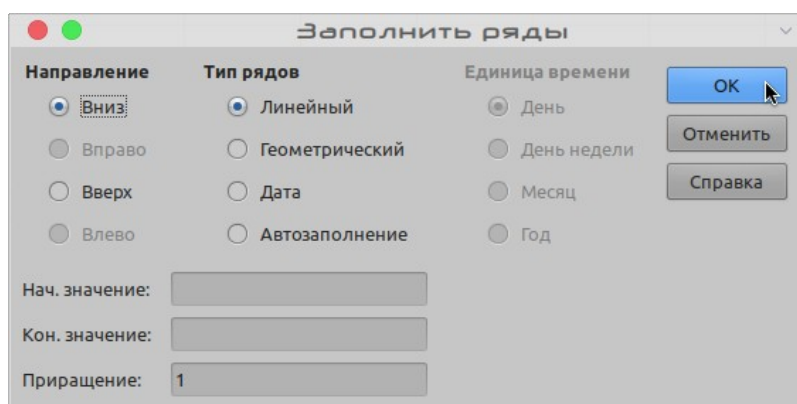 Заполнить ряды
Направление
Вниз
Вправо
Вверх
Влево
Тип рядов
Линейный
Геометрический
Дата
Автозаполнение
Единица времени
День
День недели
Месяц
Год
ОК
Отменить
Справка
Нач. значение:
Кон. значение:
Приращение: 1